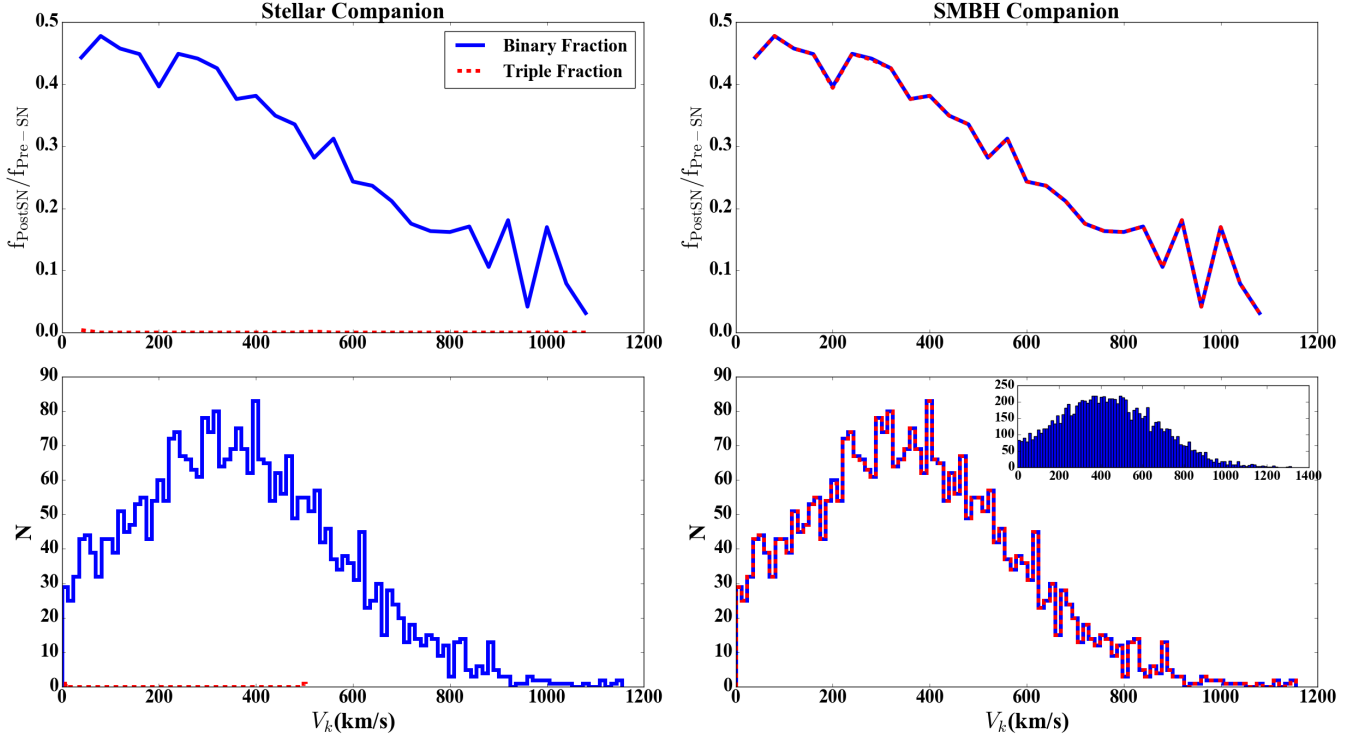 Stellar Companion
SMBH Companion
0.5
0.4
0.3
0.2
0.1
0.0
f_PostSN/f_Pre-SN
Binary Fraction
Triple Fraction
0 200 400 600 800 1000 1200
0.5
0.4
0.3
0.2
0.1
0.0
f_PostSN/f_Pre-SN
0 200 400 600 800 1000 1200
90
80
70
60
50
40
30
20
10
0
N
0 200 400 600 800 1000 1200
V_k(km/s)
90
80
70
60
50
40
30
20
10
0
N
250
200
150
100
50
0
0 200 400 600 800 1000 1200 1400
0 200 400 600 800 1000 1200
V_k(km/s)